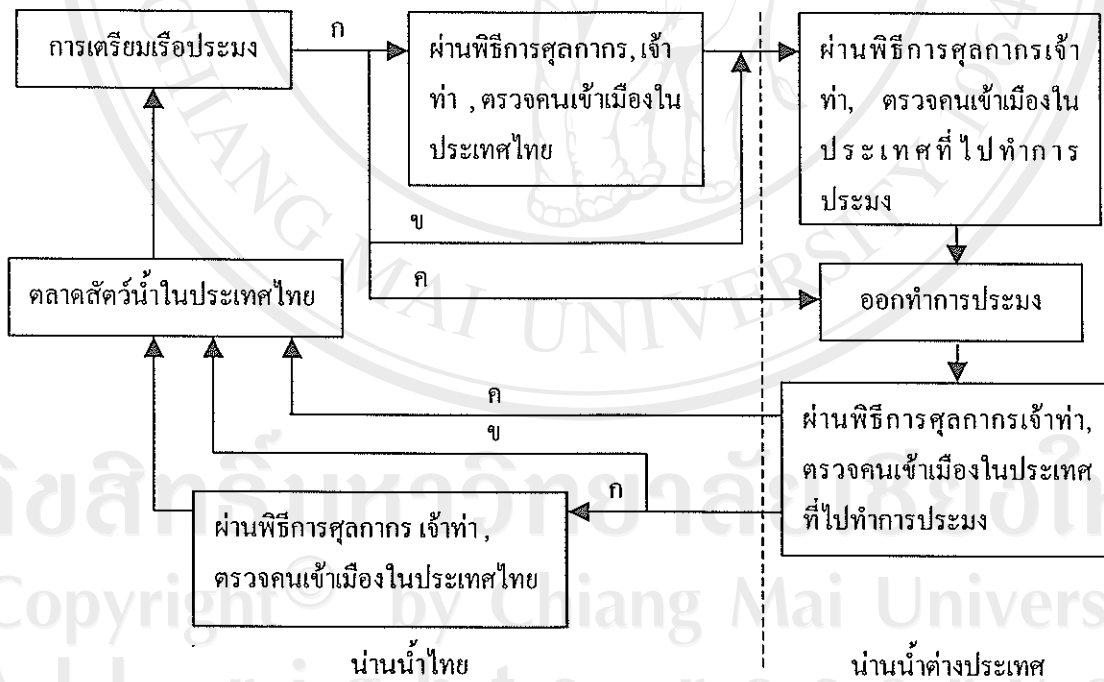 การเตรียมเรือประมง
ก
ผ่านพิธีการศุลกากร, เจ้า
ท่า , ตรวจคนเข้าเมืองใน
ประเทศไทย
ผ่านพิธีการศุลกากรเจ้า
ท่า, ตรวจคนเข้าเมืองใน
ประเทศที่ไปทำการ
ประมง
ข
ค
ตลาดสัตว์น้ำในประเทศไทย
ออกทำการประมง
ค
ข
ก
ผ่านพิธีการศุลกากรเจ้าท่า,
ตรวจคนเข้าเมืองในประเทศ
ที่ไปทำการประมง
ผ่านพิธีการศุลกากร เจ้าท่า ,
ตรวจคนเข้าเมืองในประเทศไทย
น่านน้ำไทย
น่านน้ำต่างประเทศ
CHIANG MAI UNIVERSITY 1964
Copyright© by Chiang Mai Univers